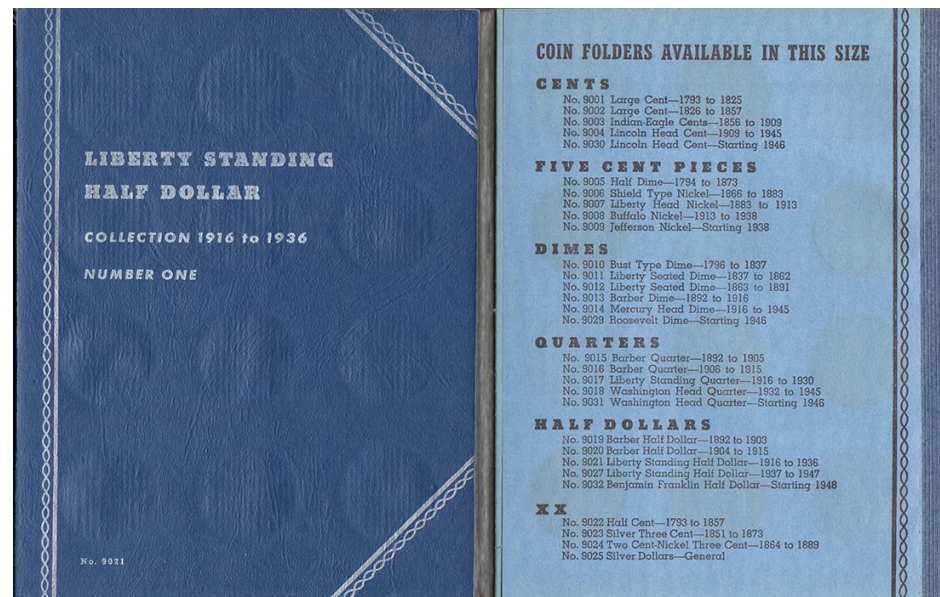 LIBERTY STANDING
HALF DOLLAR
COLLECTION 1916 to 1936
NUMBER ONE
No. 9021
COIN FOLDERS AVAILABLE IN THIS SIZE
CENTS
No. 9001 Large Cent—1793 to 1825
No. 9002 Large Cent—1826 to 1857
No. 9003 Indian-Eagle Cents—1856 to 1909
No. 9004 Lincoln Head Cent—1909 to 1945
No. 9030 Lincoln Head Cent—Starting 1946
FIVE CENT PIECES
No. 9005 Half Dime—1794 to 1873
No. 9006 Shield Type Nickel—1866 to 1883
No. 9007 Liberty Head Nickel—1883 to 1913
No. 9008 Buffalo Nickel—1913 to 1938
No. 9009 Jefferson Nickel—Starting 1938
DIMES
No. 9010 Bust Type Dime—1796 to 1837
No. 9011 Liberty Seated Dime—1837 to 1862
No. 9012 Liberty Seated Dime—1863 to 1891
No. 9013 Barber Dime—1892 to 1916
No. 9014 Mercury Head Dime—1916 to 1945
No. 9029 Roosevelt Dime—Starting 1946
QUARTERS
No. 9015 Barber Quarter—1892 to 1905
No. 9016 Barber Quarter—1906 to 1915
No. 9017 Liberty Standing Quarter—1916 to 1930
No. 9018 Washington Head Quarter—1932 to 1945
No. 9031 Washington Head Quarter—Starting 1946
HALF DOLLARS
No. 9019 Barber Half Dollar—1892 to 1903
No. 9020 Barber Half Dollar—1904 to 1915
No. 9021 Liberty Standing Half Dollar—1916 to 1936
No. 9027 Liberty Standing Half Dollar—1937 to 1947
No. 9032 Benjamin Franklin Half Dollar—Starting 1948
XX
No. 9022 Half Cent—1793 to 1857
No. 9023 Silver Three Cent—1851 to 1873
No. 9024 Two Cent-Nickel Three Cent—1864 to 1889
No. 9025 Silver Dollars—General